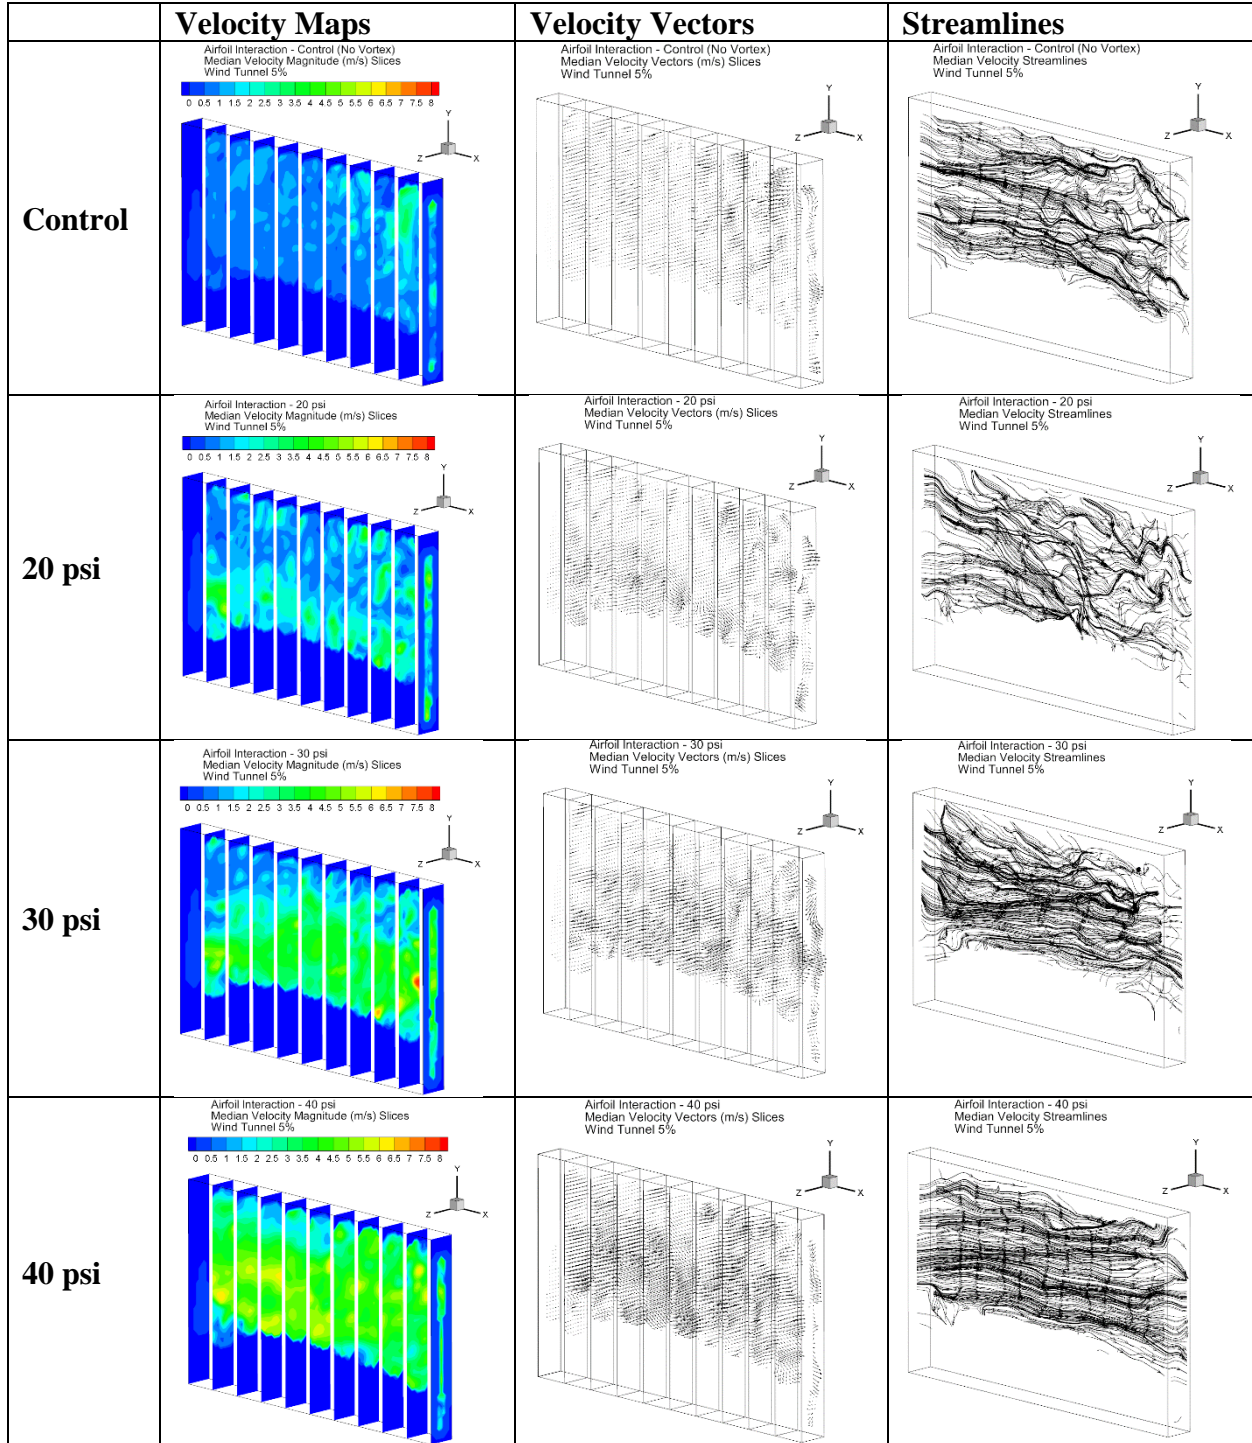 Velocity Maps
Velocity Vectors
Streamlines
Control
Airfoil Interaction - Control (No Vortex)
Median Velocity Magnitude (m/s) Slices
Wind Tunnel 5%
0 0.5 1 1.5 2 2.5 3 3.5 4 4.5 5 5.5 6 6.5 7 7.5 8
Y
Z
X
Airfoil Interaction - Control (No Vortex)
Median Velocity Vectors (m/s) Slices
Wind Tunnel 5%
Y
Z
X
Airfoil Interaction - Control (No Vortex)
Median Velocity Streamlines
Wind Tunnel 5%
Y
Z
X
20 psi
Airfoil Interaction - 20 psi
Median Velocity Magnitude (m/s) Slices
Wind Tunnel 5%
0 0.5 1 1.5 2 2.5 3 3.5 4 4.5 5 5.5 6 6.5 7 7.5 8
Y
Z
X
Airfoil Interaction - 20 psi
Median Velocity Vectors (m/s) Slices
Wind Tunnel 5%
Y
Z
X
Airfoil Interaction - 20 psi
Median Velocity Streamlines
Wind Tunnel 5%
Y
Z
X
30 psi
Airfoil Interaction - 30 psi
Median Velocity Magnitude (m/s) Slices
Wind Tunnel 5%
0 0.5 1 1.5 2 2.5 3 3.5 4 4.5 5 5.5 6 6.5 7 7.5 8
Y
Z
X
Airfoil Interaction - 30 psi
Median Velocity Vectors (m/s) Slices
Wind Tunnel 5%
Y
Z
X
Airfoil Interaction - 30 psi
Median Velocity Streamlines
Wind Tunnel 5%
Y
Z
X
40 psi
Airfoil Interaction - 40 psi
Median Velocity Magnitude (m/s) Slices
Wind Tunnel 5%
0 0.5 1 1.5 2 2.5 3 3.5 4 4.5 5 5.5 6 6.5 7 7.5 8
Y
Z
X
Airfoil Interaction - 40 psi
Median Velocity Vectors (m/s) Slices
Wind Tunnel 5%
Y
Z
X
Airfoil Interaction - 40 psi
Median Velocity Streamlines
Wind Tunnel 5%
Y
Z
X